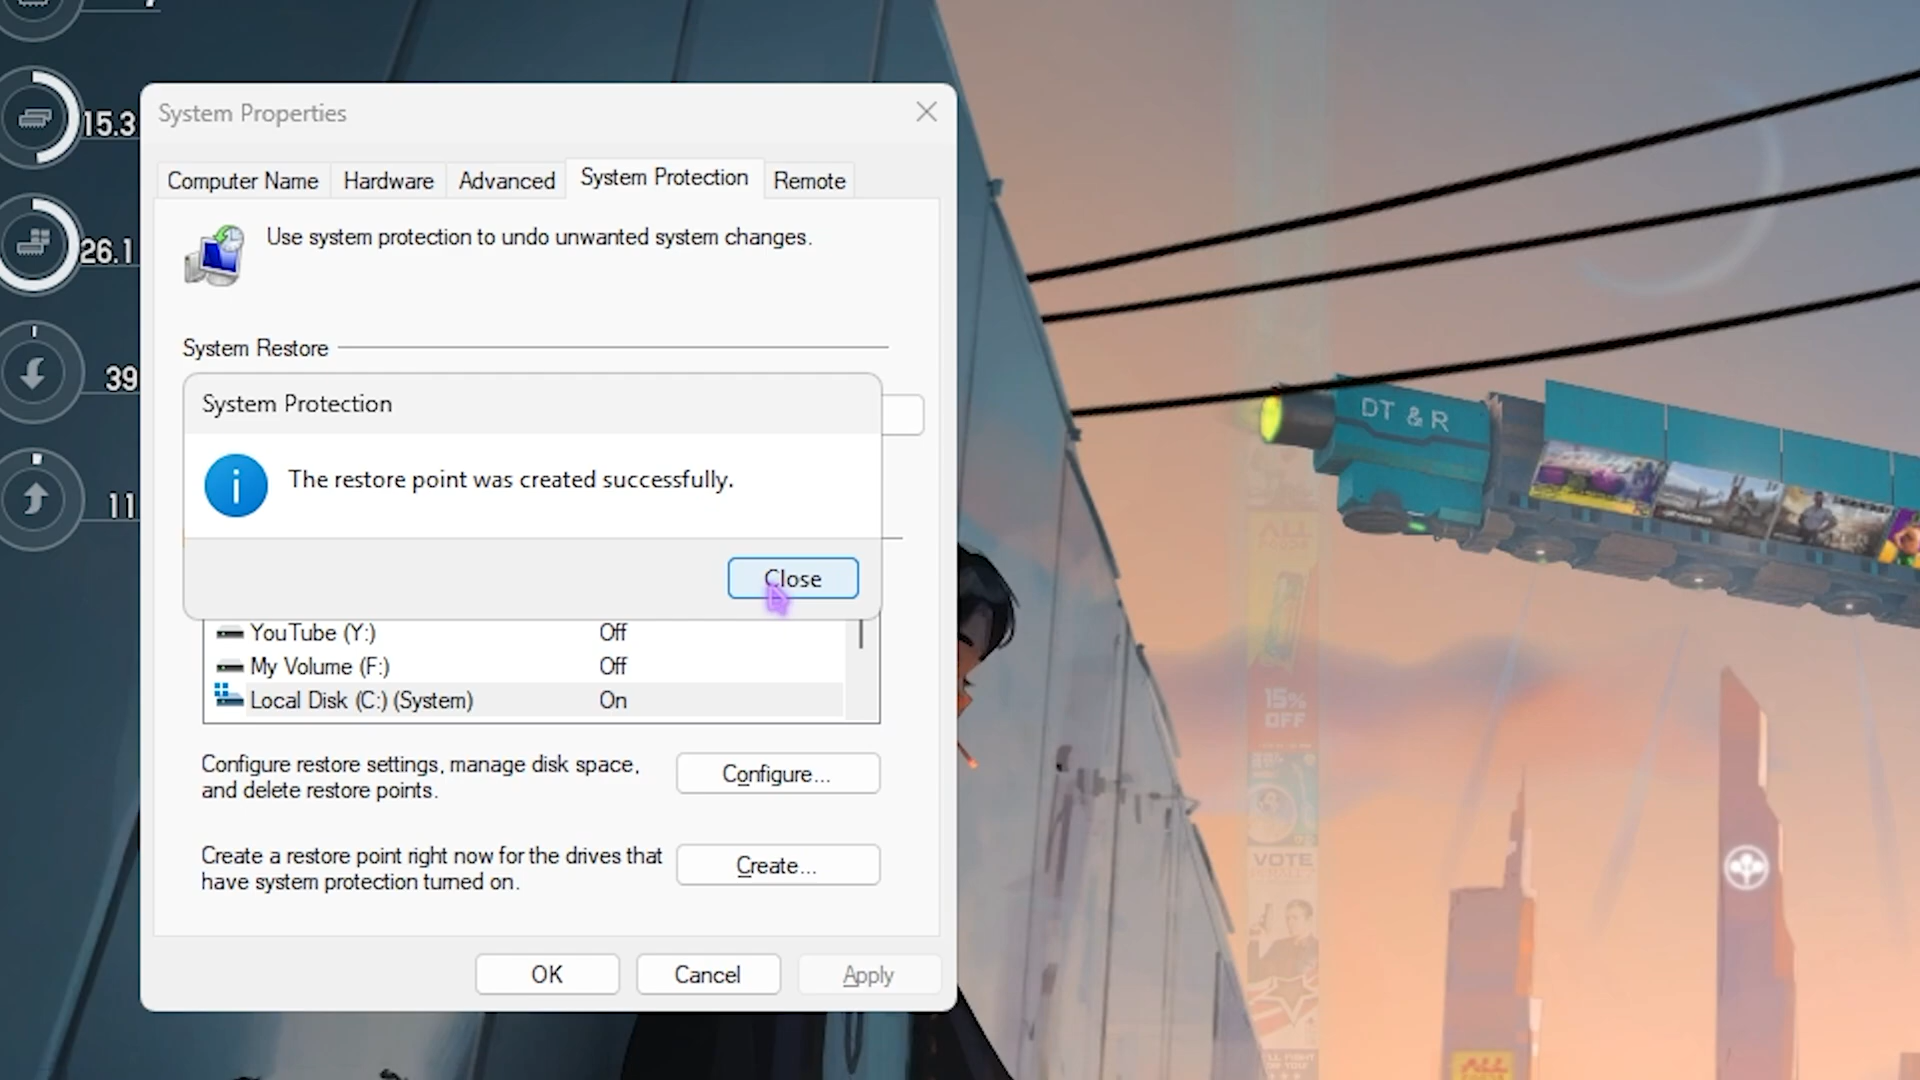 System Properties
15.3
Computer Name
Hardware
Advanced
System Protection
Remote
26.1
Use system protection to undo unwanted system changes.
System Restore
39
System Protection
The restore point was created successfully.
11
Close
YouTube (Y:) Off
My Volume (F:) Off
Local Disk (C:) (System) On
Configure restore settings, manage disk space,
and delete restore points.
Configure...
Create a restore point right now for the drives that
have system protection turned on.
Create...
OK
Cancel
Apply
DT & R
ALL
15%
OFF
VOTE
ALL